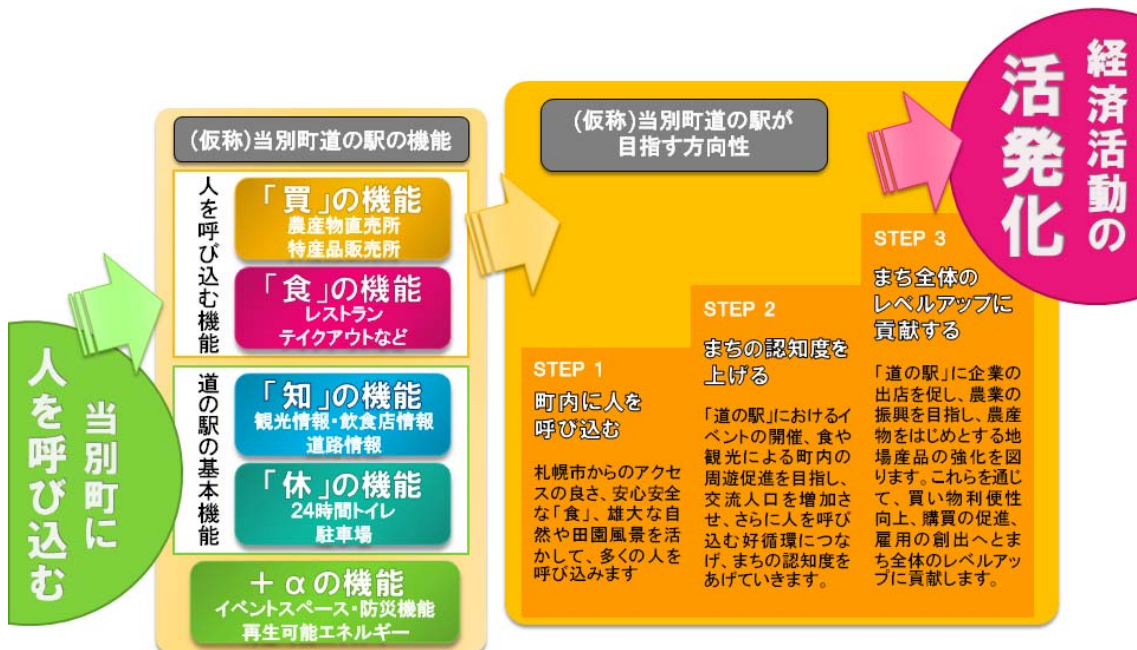 当別町に
人を呼び込む
(仮称)当別町道の駅の機能
人を呼び込む機能
「買」の機能
農産物直売所
特産品販売所
「食」の機能
レストラン
テイクアウトなど
道の駅の基本機能
「知」の機能
観光情報・飲食店情報
道路情報
「休」の機能
24時間トイレ
駐車場
+αの機能
イベントスペース・防災機能
再生可能エネルギー
(仮称)当別町道の駅が
目指す方向性
STEP 1
町内に人を
呼び込む
札幌市からのアクセ
スの良さ、安心安全
な「食」、雄大な自
然や田園風景を活
かして、多くの人を
呼び込みます
STEP 2
まちの認知度を
上げる
「道の駅」におけるイ
ベントの開催、食や
観光による町内の
周遊促進を目指し、
交流人口を増加さ
せ、さらに人を呼び
込む好循環につな
げ、まちの認知度を
あげていきます。
STEP 3
まち全体の
レベルアップに
貢献する
「道の駅」に企業の
出店を促し、農業の
振興を目指し、農産
物をはじめとする地
場産品の強化を図
ります。これらを通じ
て、買い物利便性
向上、購買の促進、
雇用の創出へとま
ち全体のレベルアッ
プに貢献します。
経済活動の
活発化